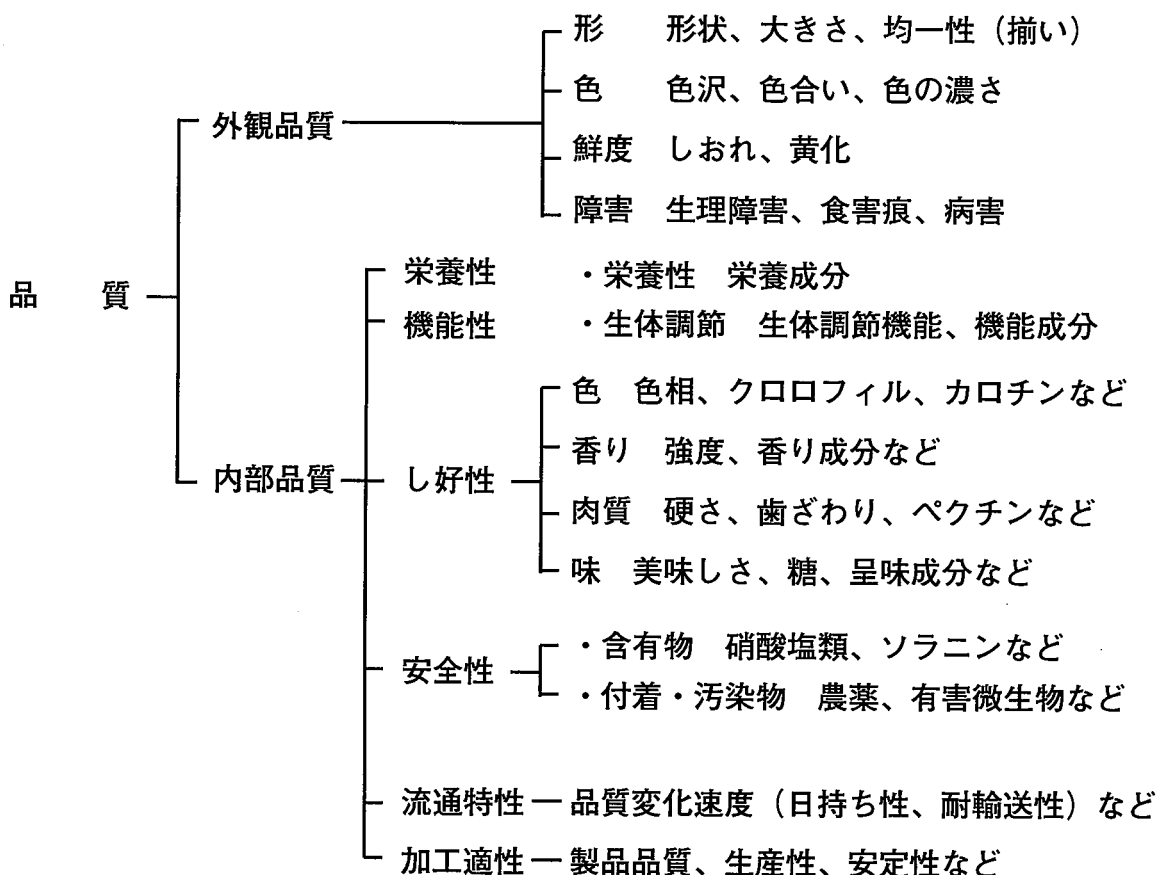 形　形状、大きさ、均一性（揃い）
色　色沢、色合い、色の濃さ
外観品質
鮮度　しおれ、黄化
障害　生理障害、食害痕、病害
栄養性　・栄養性　栄養成分
品　質
機能性　・生体調節　生体調節機能、機能成分
色　色相、クロロフィル、カロチンなど
香り　強度、香り成分など
内部品質　し好性
肉質　硬さ、歯ざわり、ペクチンなど
味　美味しさ、糖、呈味成分など
・含有物　硝酸塩類、ソラニンなど
安全性
・付着・汚染物　農薬、有害微生物など
流通特性　品質変化速度（日持ち性、耐輸送性）など
加工適性　製品品質、生産性、安定性など